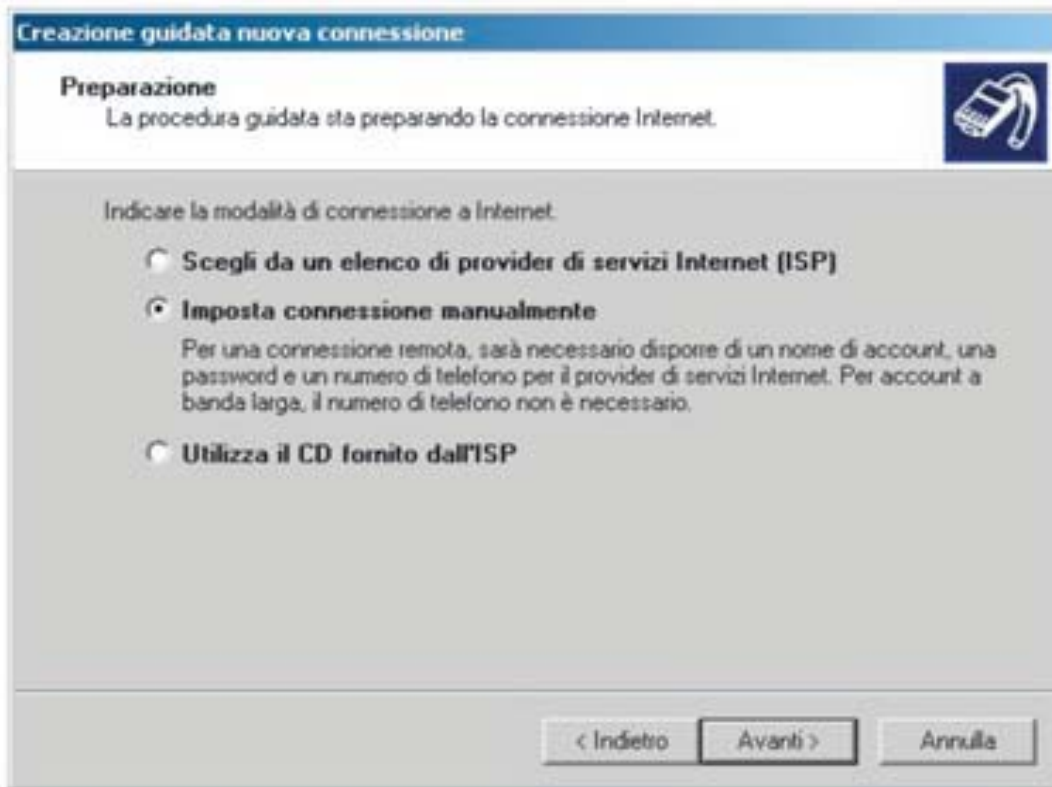 Creazione guidata nuova connessione
Preparazione
La procedura guidata sta preparando la connessione Internet.
Indicare la modalità di connessione a Internet.
Scegli da un elenco di provider di servizi Internet (ISP)
Imposta connessione manualmente
Per una connessione remota, sarà necessario disporre di un nome di account, una
password e un numero di telefono per il provider di servizi Internet. Per account a
banda larga, il numero di telefono non è necessario.
Utilizza il CD fornito dall'ISP
< Indietro
Avanti >
Annulla